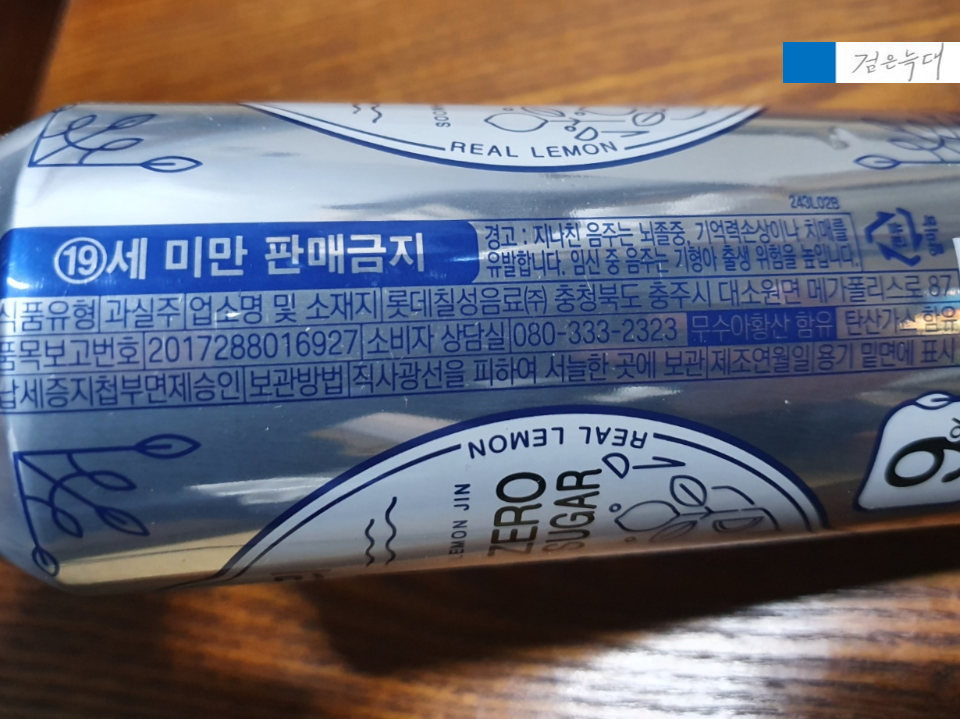 검은늑대
REAL LEMON
243L02B
⑲세 미만 판매금지
경고 : 지나친 음주는 뇌졸중, 기억력손상이나 치매를
유발합니다. 임신 중 음주는 기형아 출생 위험을 높입니다.
식품유형 과실주 업소명 및 소재지 롯데칠성음료㈜ 충청북도 충주시 대소원면 메가폴리스로 87,
품목보고번호 2017288016927 소비자 상담실 080-333-2323 무수아황산 함유 탄산가스 함유
납세증지첩부면제승인 보관방법 직사광선을 피하여 서늘한 곳에 보관 제조연월일 용기 밑면에 표시
REAL LEMON
LEMON JIN
ZERO
SUGAR
9%